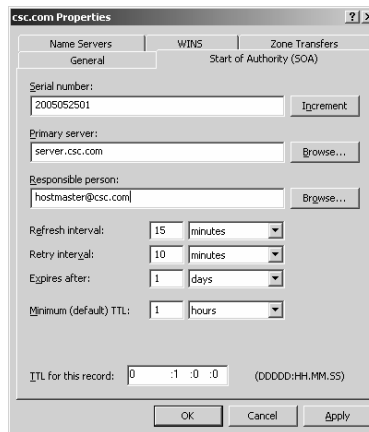 csc.com Properties ? X
Name Servers WINS Zone Transfers
General Start of Authority (SOA)
Serial number:
2005052501 Increment
Primary server:
server.csc.com Browse...
Responsible person:
hostmaster@csc.com Browse...
Refresh interval: 15 minutes
Retry interval: 10 minutes
Expires after: 1 days
Minimum (default) TTL: 1 hours
TTL for this record: 0 :1 :0 :0 (DDDDD:HH.MM.SS)
OK Cancel Apply